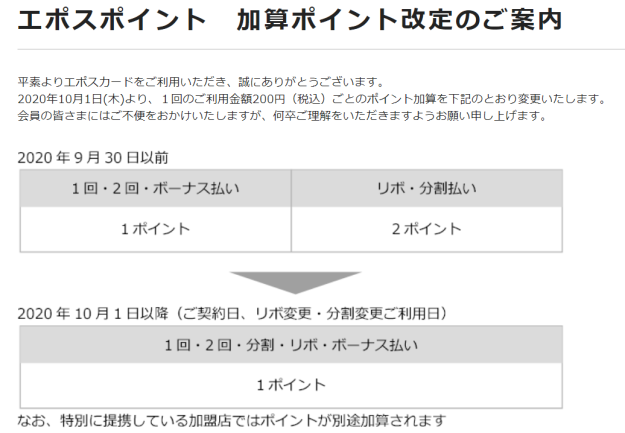 エポスポイント　加算ポイント改定のご案内
平素よりエポスカードをご利用いただき、誠にありがとうございます。
2020年10月1日(木)より、１回のご利用金額200円（税込）ごとのポイント加算を下記のとおり変更いたします。
会員の皆さまにはご不便をおかけいたしますが、何卒ご理解をいただきますようお願い申し上げます。
2020年9月30日以前
1回・2回・ボーナス払い
リボ・分割払い
1ポイント
2ポイント
2020年10月1日以降（ご契約日、リボ変更・分割変更ご利用日）
1回・2回・分割・リボ・ボーナス払い
1ポイント
なお、特別に提携している加盟店ではポイントが別途加算されます